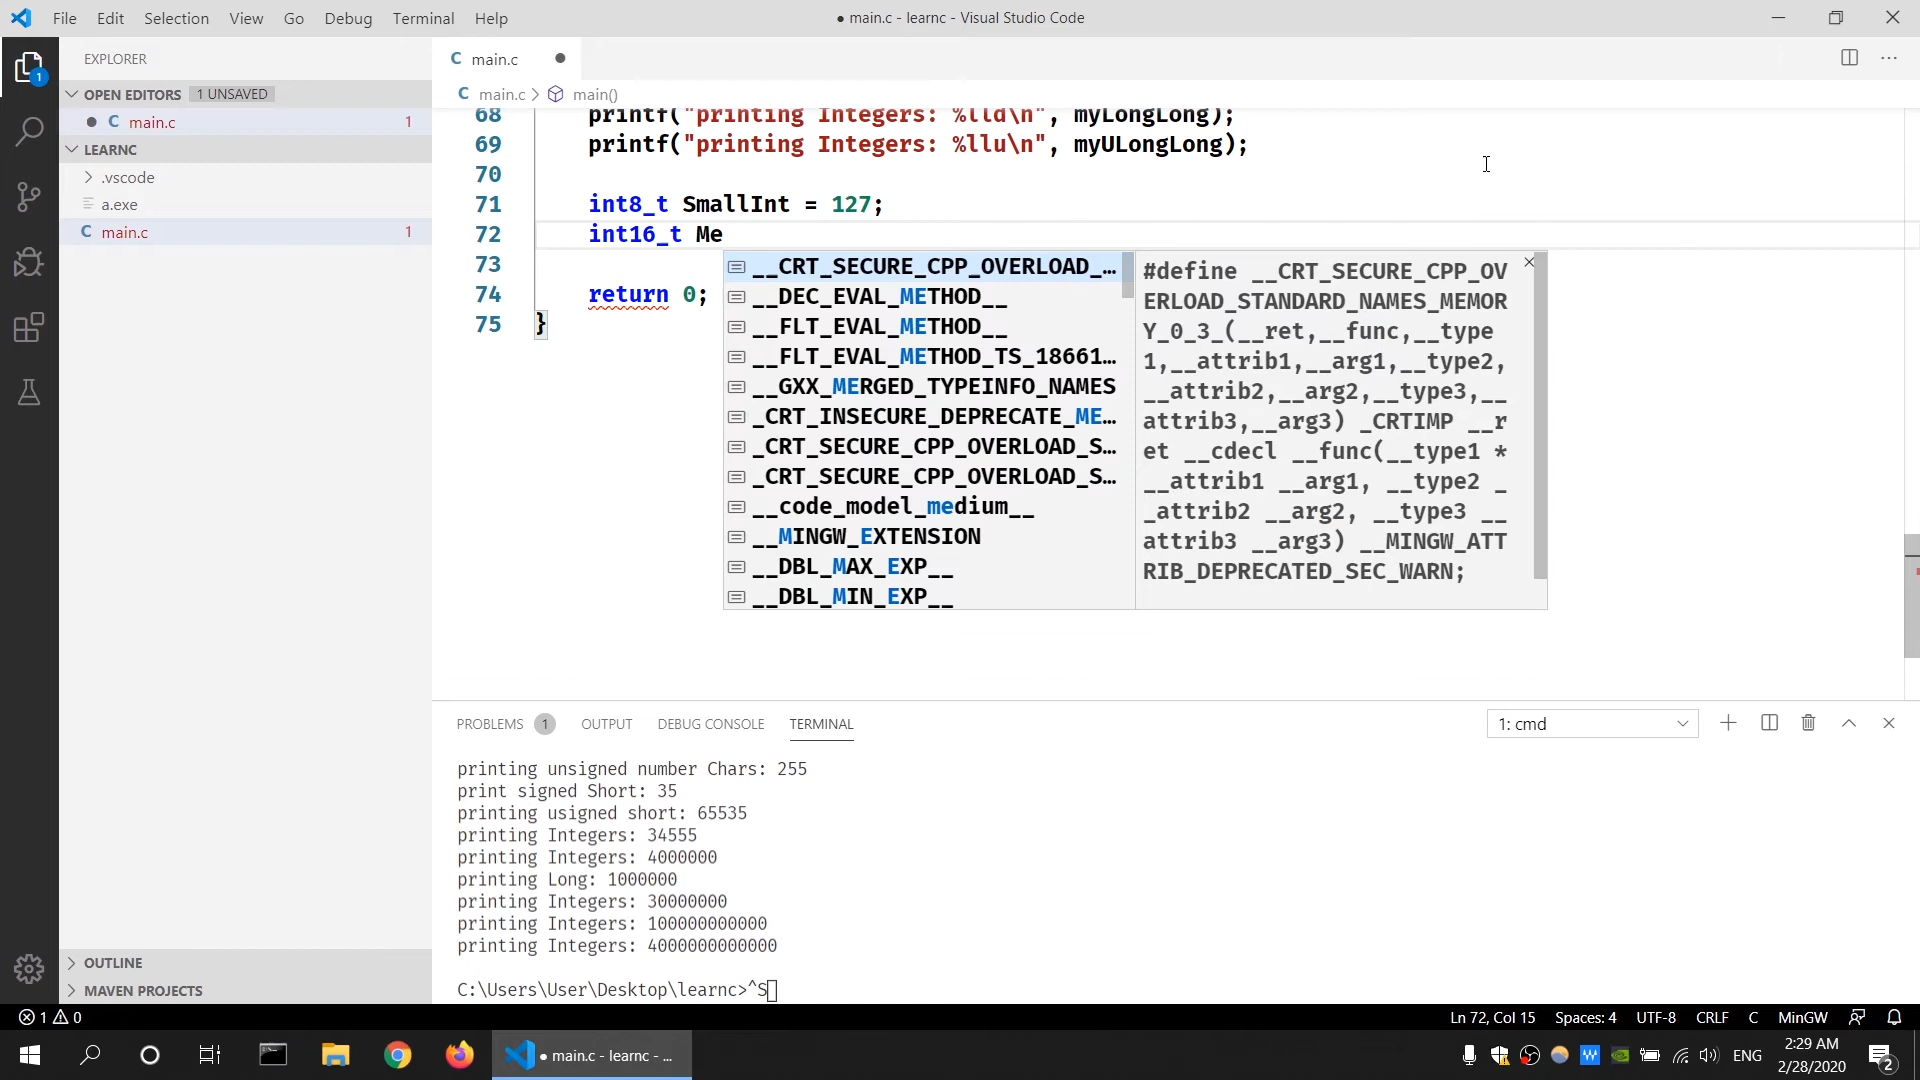 File Edit Selection View Go Debug Terminal Help
● main.c - learnc - Visual Studio Code
EXPLORER
OPEN EDITORS 1 UNSAVED
● C main.c 1
LEARNC
.vscode
a.exe
C main.c 1
OUTLINE
MAVEN PROJECTS
1
C main.c ●
C main.c > main()
68 printf("printing Integers: %lld\n", myLongLong);
69 printf("printing Integers: %llu\n", myULongLong);
70
71 int8_t SmallInt = 127;
72 int16_t Me
73
74 return 0;
75 }
__CRT_SECURE_CPP_OVERLOAD_…
__DEC_EVAL_METHOD__
__FLT_EVAL_METHOD__
__FLT_EVAL_METHOD_TS_18661…
__GXX_MERGED_TYPEINFO_NAMES
_CRT_INSECURE_DEPRECATE_ME…
_CRT_SECURE_CPP_OVERLOAD_S…
_CRT_SECURE_CPP_OVERLOAD_S…
__code_model_medium__
__MINGW_EXTENSION
__DBL_MAX_EXP__
__DBL_MIN_EXP__
#define __CRT_SECURE_CPP_OV
ERLOAD_STANDARD_NAMES_MEMOR
Y_0_3_(__ret,__func,__type
1,__attrib1,__arg1,__type2,
__attrib2,__arg2,__type3,__
attrib3,__arg3) _CRTIMP __r
et __cdecl __func(__type1 *
__attrib1 __arg1, __type2 _
_attrib2 __arg2, __type3 __
attrib3 __arg3) __MINGW_ATT
RIB_DEPRECATED_SEC_WARN;
PROBLEMS 1 OUTPUT DEBUG CONSOLE TERMINAL
1: cmd
printing unsigned number Chars: 255
print signed Short: 35
printing usigned short: 65535
printing Integers: 34555
printing Integers: 4000000
printing Long: 1000000
printing Integers: 30000000
printing Integers: 100000000000
printing Integers: 4000000000000
C:\Users\User\Desktop\learnc>^S
1 0
Ln 72, Col 15 Spaces: 4 UTF-8 CRLF C MinGW
● main.c - learnc - ...
W
ENG
2:29 AM
2/28/2020
2